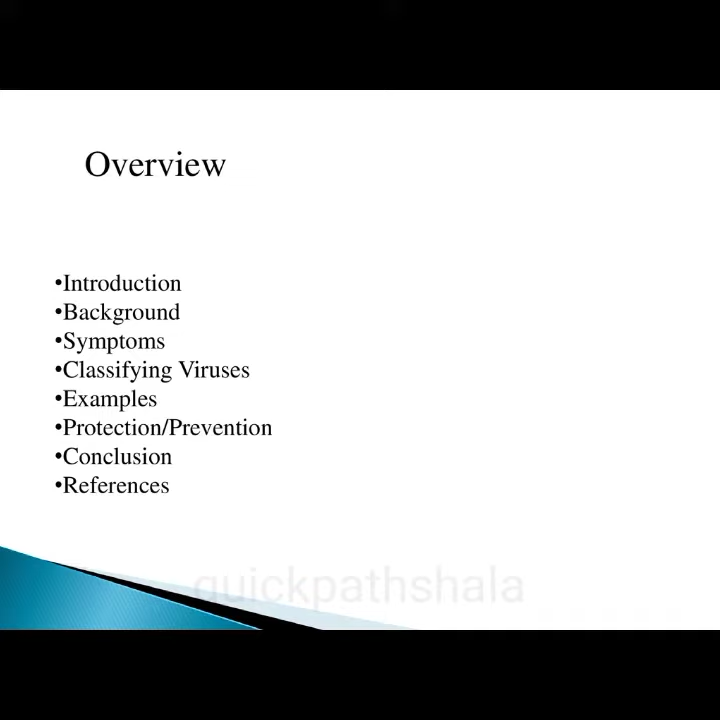 Overview
•Introduction
•Background
•Symptoms
•Classifying Viruses
•Examples
•Protection/Prevention
•Conclusion
•References
quickpathshala